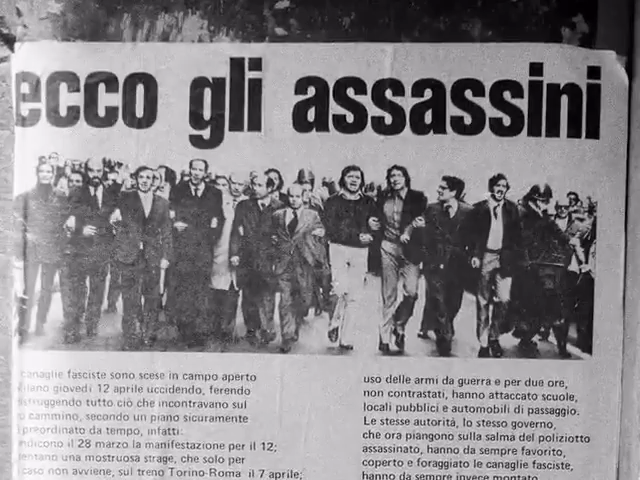 ecco gli assassini
canaglie fasciste sono scese in campo aperto
giovedì 12 aprile uccidendo, ferendo
tutto ciò che incontravano sul
cammino, secondo un piano sicuramente
preordinato da tempo, infatti:
il 28 marzo la manifestazione per il 12;
una mostruosa strage, che solo per
caso non avviene, sul treno Torino-Roma il 7 aprile;
uso delle armi da guerra e per due ore,
non contrastati, hanno attaccato scuole,
locali pubblici e automobili di passaggio.
Le stesse autorità, lo stesso governo,
che ora piangono sulla salma del poliziotto
assassinato, hanno da sempre favorito,
coperto e foraggiato le canaglie fasciste,
hanno da sempre invece montato